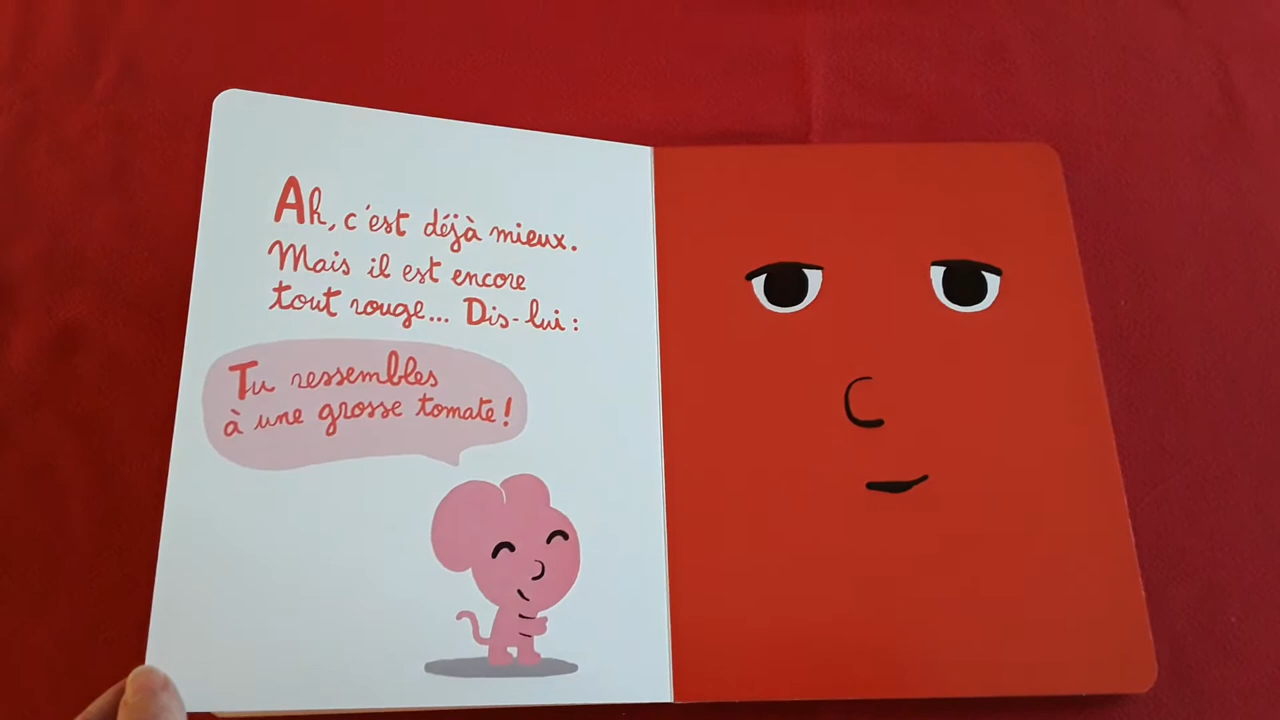 Ah, c'est déjà mieux.
Mais il est encore
tout rouge... Dis-lui :
Tu ressembles
à une grosse tomate !